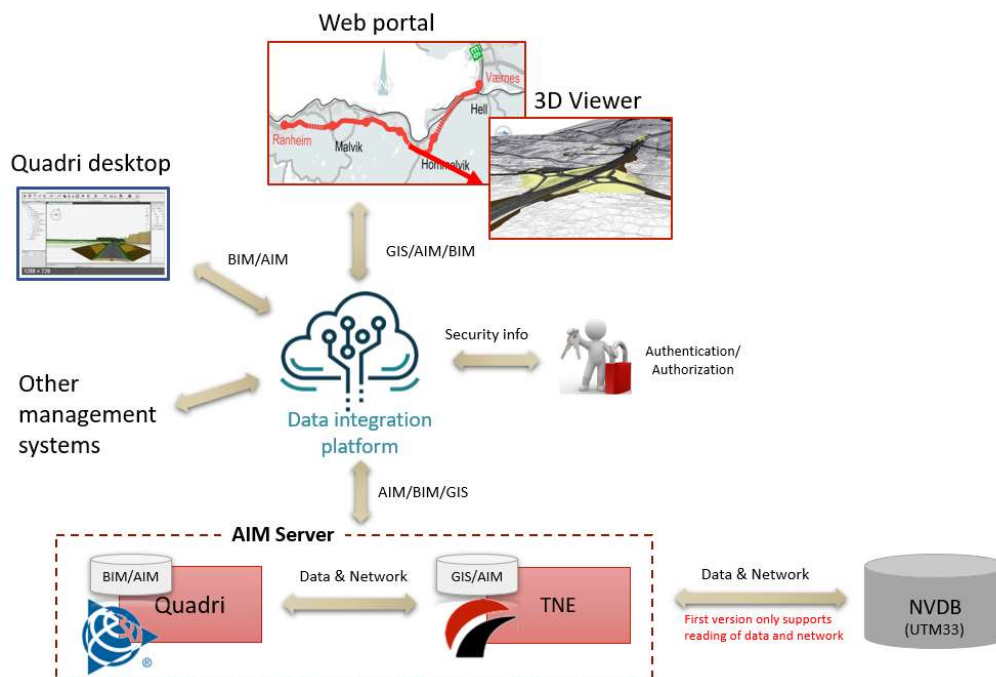 Web portal
Værnes
3D Viewer
Hell
Ranheim
Malvik
Hommelvik
Quadri desktop
1280 × 720
BIM/AIM
GIS/AIM/BIM
Security info
Authentication/
Authorization
Other
management
systems
Data integration
platform
AIM/BIM/GIS
AIM Server
BIM/AIM
Data & Network
GIS/AIM
Data & Network
Quadri
TNE
NVDB
(UTM33)
First version only supports
reading of data and network
®